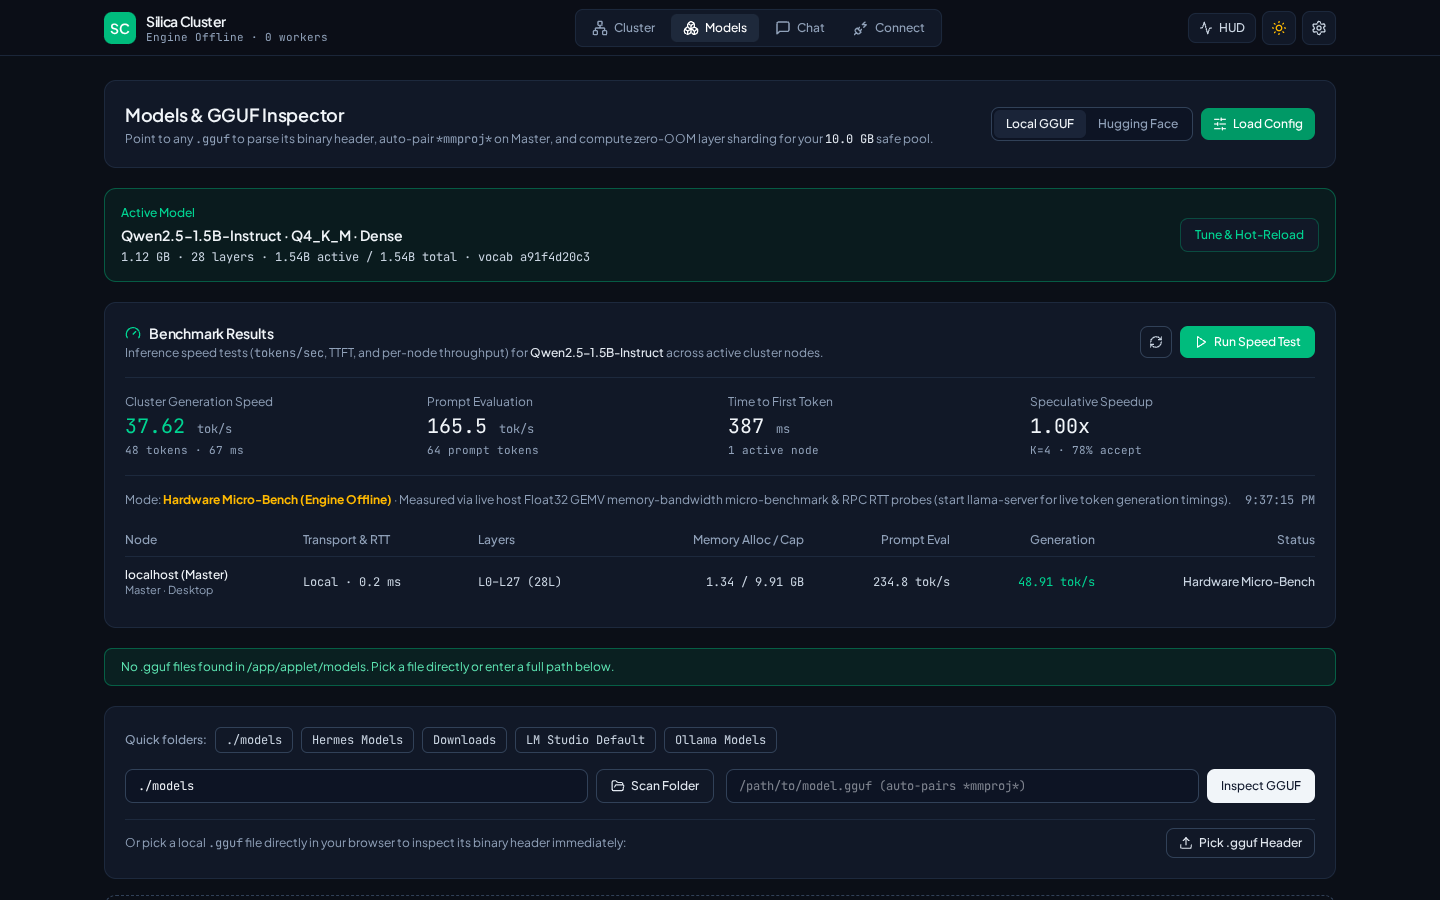 SC
Silica Cluster
Engine Offline · 0 workers
Cluster
Models
Chat
Connect
HUD
Models & GGUF Inspector
Point to any .gguf to parse its binary header, auto-pair *mmproj* on Master, and compute zero-OOM layer sharding for your 10.0 GB safe pool.
Local GGUF
Hugging Face
Load Config
Active Model
Qwen2.5-1.5B-Instruct · Q4_K_M · Dense
1.12 GB · 28 layers · 1.54B active / 1.54B total · vocab a91f4d20c3
Tune & Hot-Reload
Benchmark Results
Inference speed tests (tokens/sec, TTFT, and per-node throughput) for Qwen2.5-1.5B-Instruct across active cluster nodes.
Run Speed Test
Cluster Generation Speed
37.62 tok/s
48 tokens · 67 ms
Prompt Evaluation
165.5 tok/s
64 prompt tokens
Time to First Token
387 ms
1 active node
Speculative Speedup
1.00x
K=4 · 78% accept
Mode: Hardware Micro-Bench (Engine Offline) · Measured via live host Float32 GEMV memory-bandwidth micro-benchmark & RPC RTT probes (start llama-server for live token generation timings).
9:37:15 PM
Node Transport & RTT Layers Memory Alloc / Cap Prompt Eval Generation Status
localhost (Master)
Master · Desktop
Local · 0.2 ms L0-L27 (28L) 1.34 / 9.91 GB 234.8 tok/s 48.91 tok/s Hardware Micro-Bench
No .gguf files found in /app/applet/models. Pick a file directly or enter a full path below.
Quick folders: ./models Hermes Models Downloads LM Studio Default Ollama Models
./models
Scan Folder
/path/to/model.gguf (auto-pairs *mmproj*)
Inspect GGUF
Or pick a local .gguf file directly in your browser to inspect its binary header immediately:
Pick .gguf Header